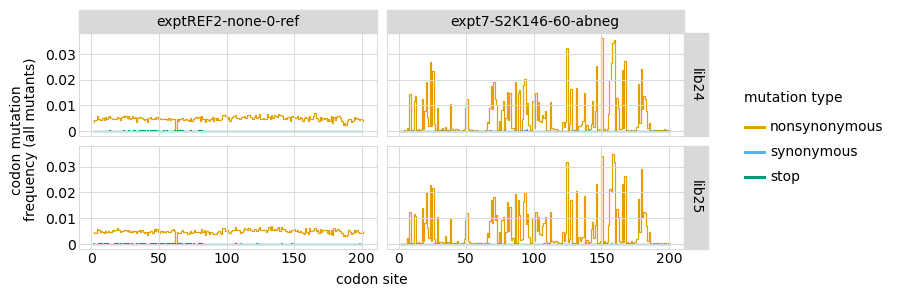 exptREF2-none-0-ref
expt7-S2K146-60-abneg
codon mutation
frequency (all mutants)
0.03
0.02
0.01
0
lib24
0.03
0.02
0.01
0
lib25
0 50 100 150 200
0 50 100 150 200
codon site
mutation type
nonsynonymous
synonymous
stop